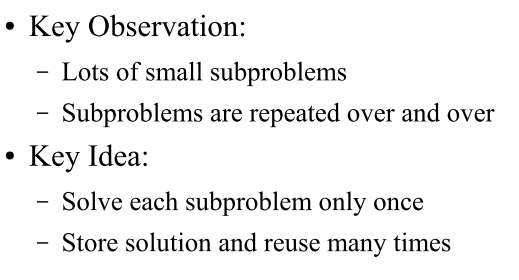 • Key Observation:
– Lots of small subproblems
– Subproblems are repeated over and over
• Key Idea:
– Solve each subproblem only once
– Store solution and reuse many times